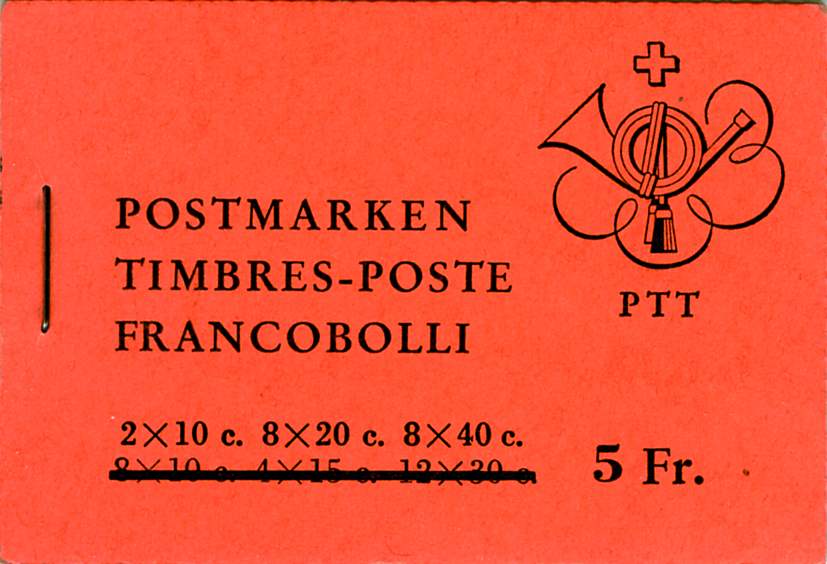 POSTMARKEN
TIMBRES-POSTE
FRANCOBOLLI
PTT
2×10 c. 8×20 c. 8×40 c.
8×10 c. 4×15 c. 12×30 c.
5 Fr.